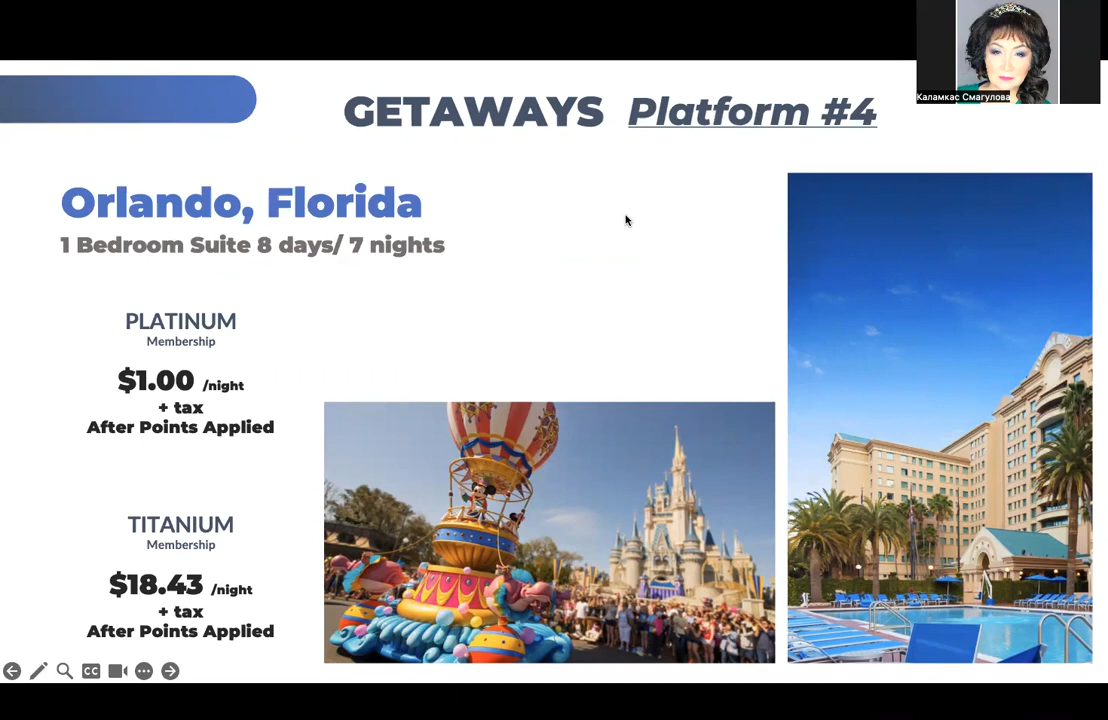 Каламкас Смагулова
GETAWAYS Platform #4
Orlando, Florida
1 Bedroom Suite 8 days/ 7 nights
PLATINUM
Membership
$1.00 /night
+ tax
After Points Applied
TITANIUM
Membership
$18.43 /night
+ tax
After Points Applied
CC